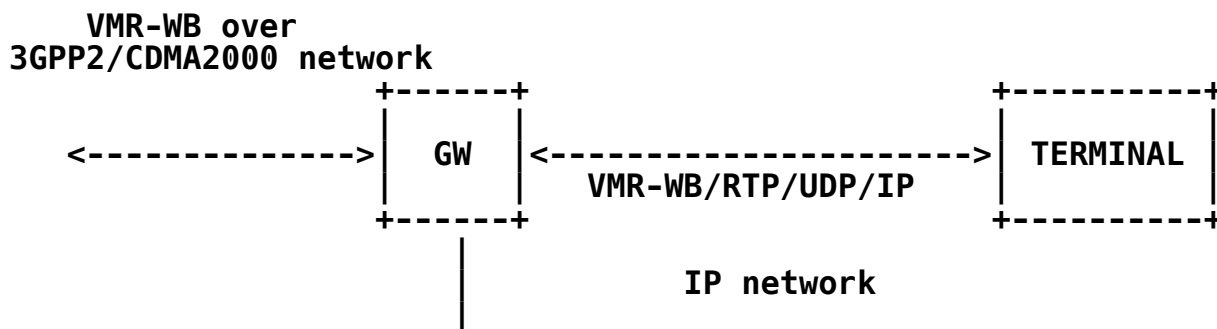 VMR-WB over
3GPP2/CDMA2000 network
GW
TERMINAL
VMR-WB/RTP/UDP/IP
IP network